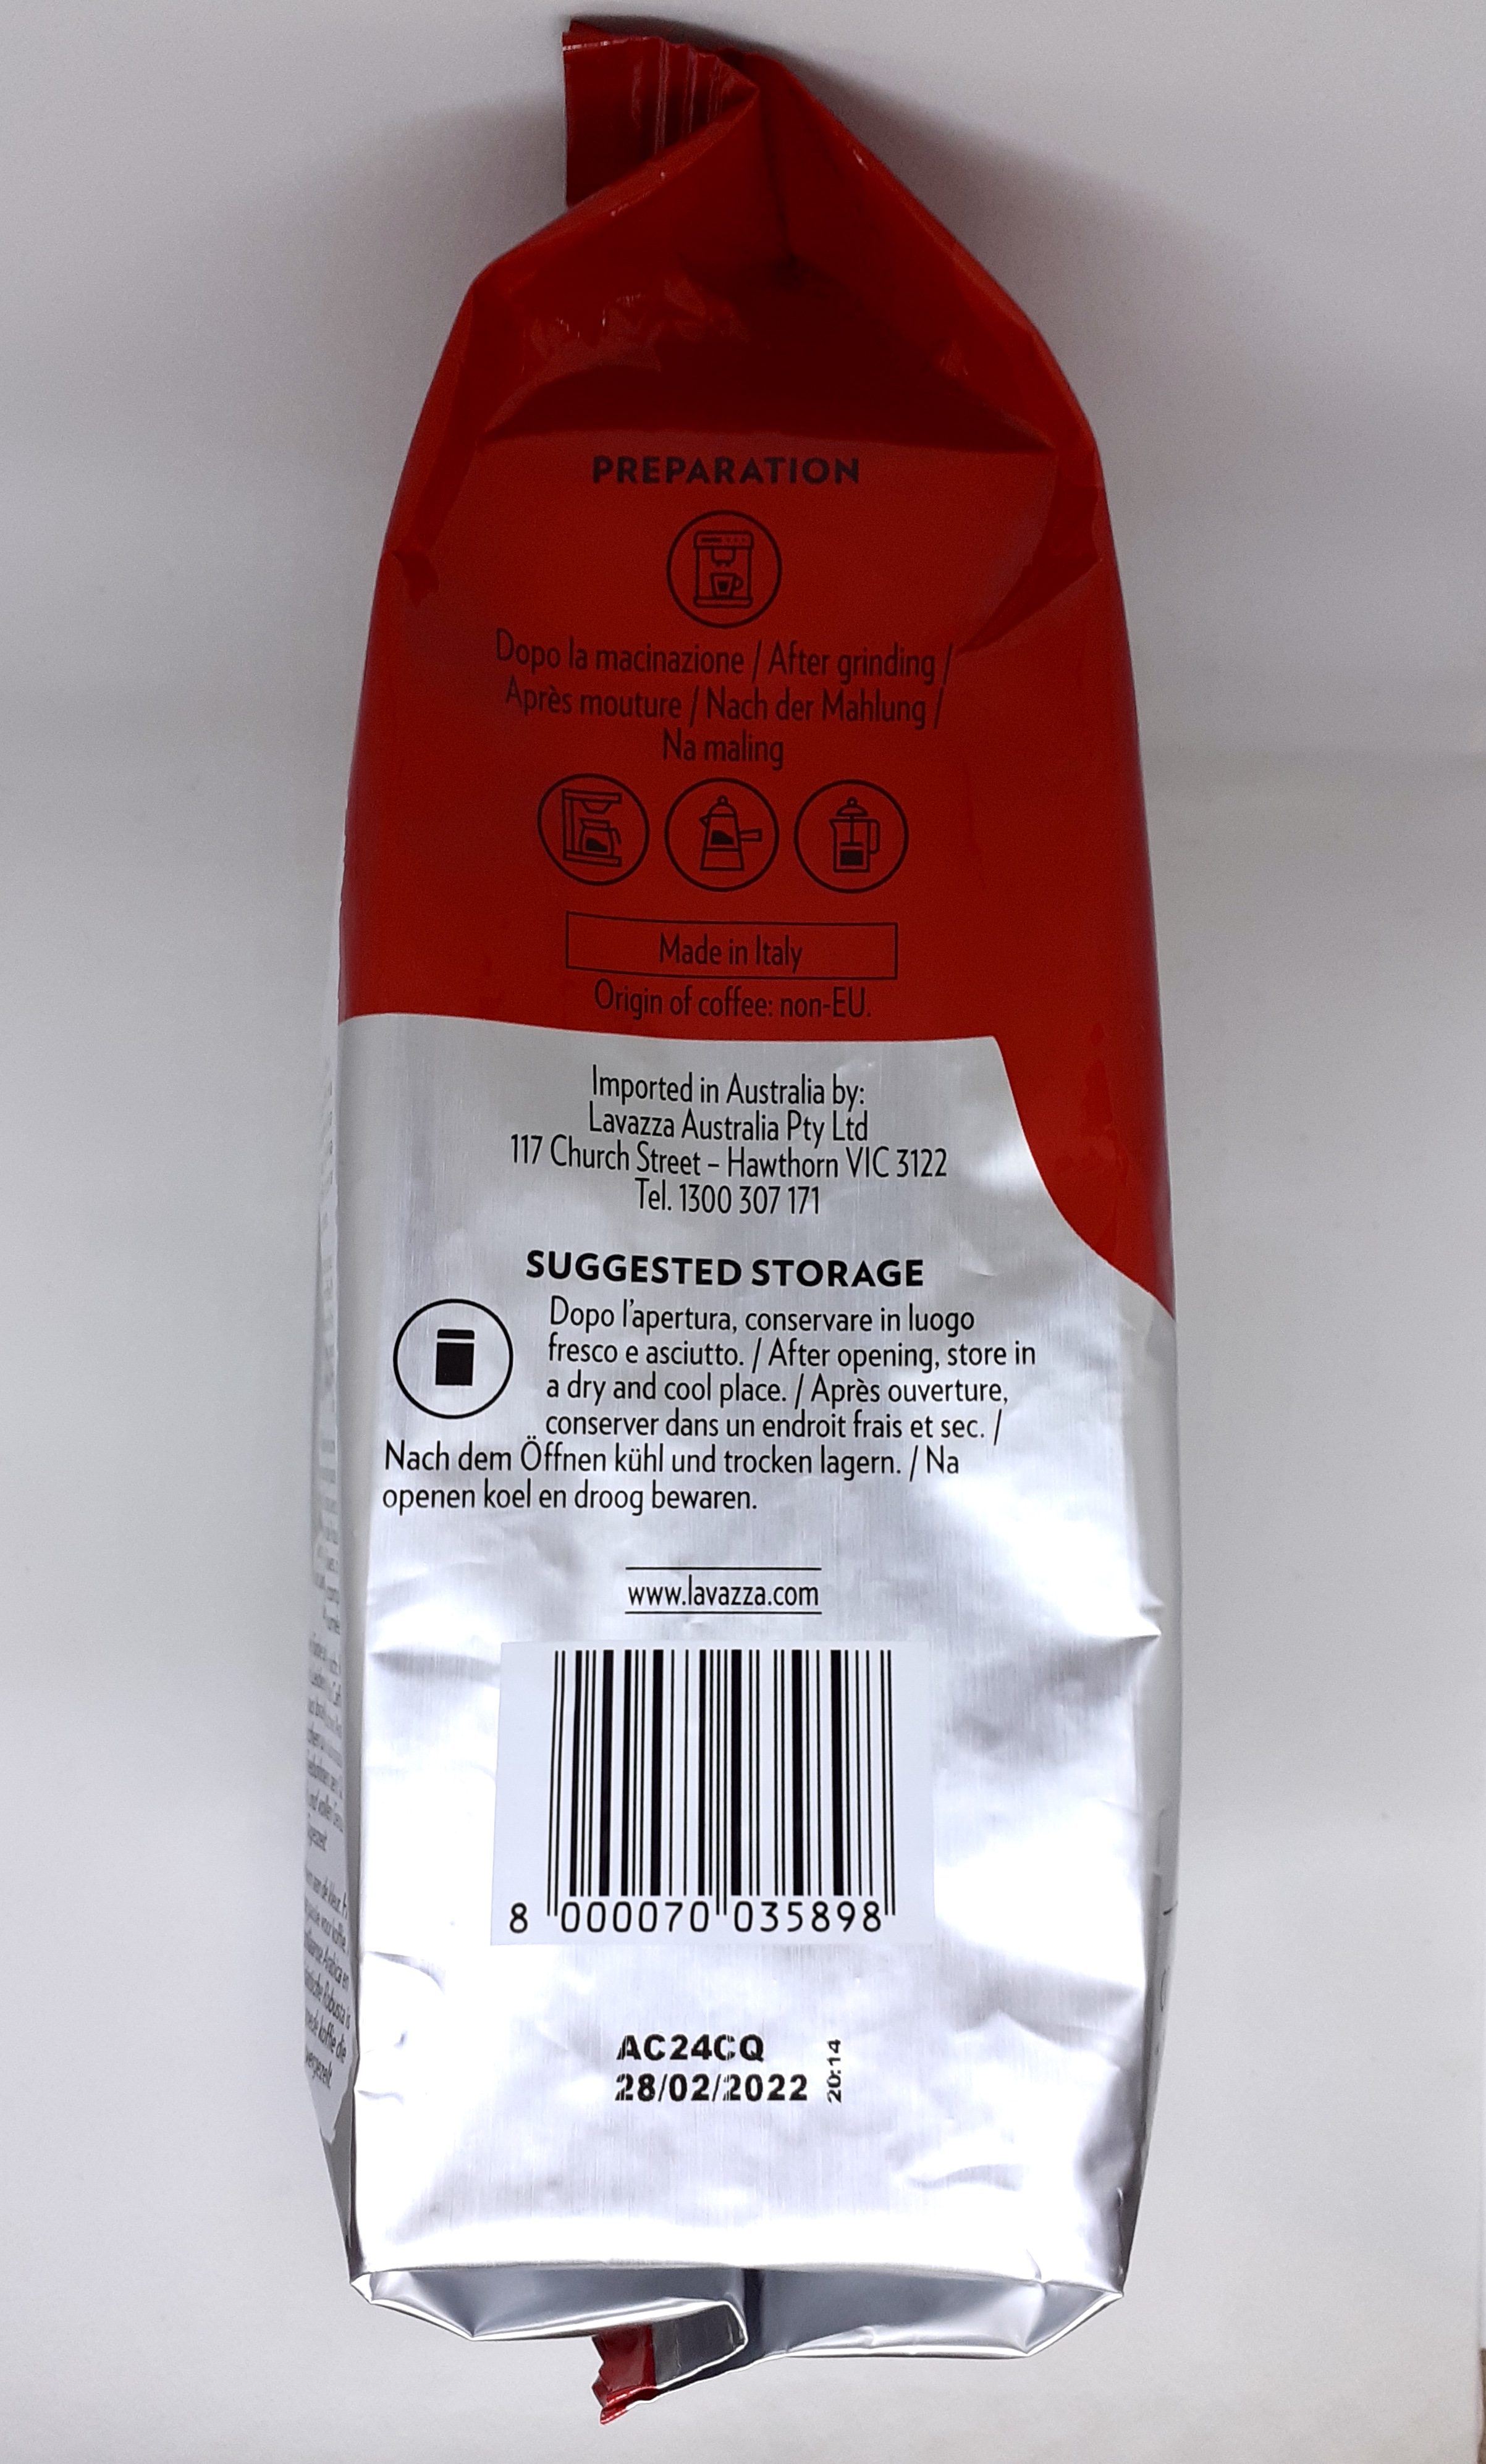 PREPARATION
Dopo la macinazione / After grinding /
Après mouture / Nach der Mahlung /
Na maling
Made in Italy
Origin of coffee: non-EU.
Imported in Australia by:
Lavazza Australia Pty Ltd
117 Church Street – Hawthorn VIC 3122
Tel. 1300 307 171
SUGGESTED STORAGE
Dopo l'apertura, conservare in luogo
fresco e asciutto. / After opening, store in
a dry and cool place. / Après ouverture,
conserver dans un endroit frais et sec. /
Nach dem Öffnen kühl und trocken lagern. / Na
openen koel en droog bewaren.
www.lavazza.com
8 000070 035898
AC24CQ
28/02/2022 20:14